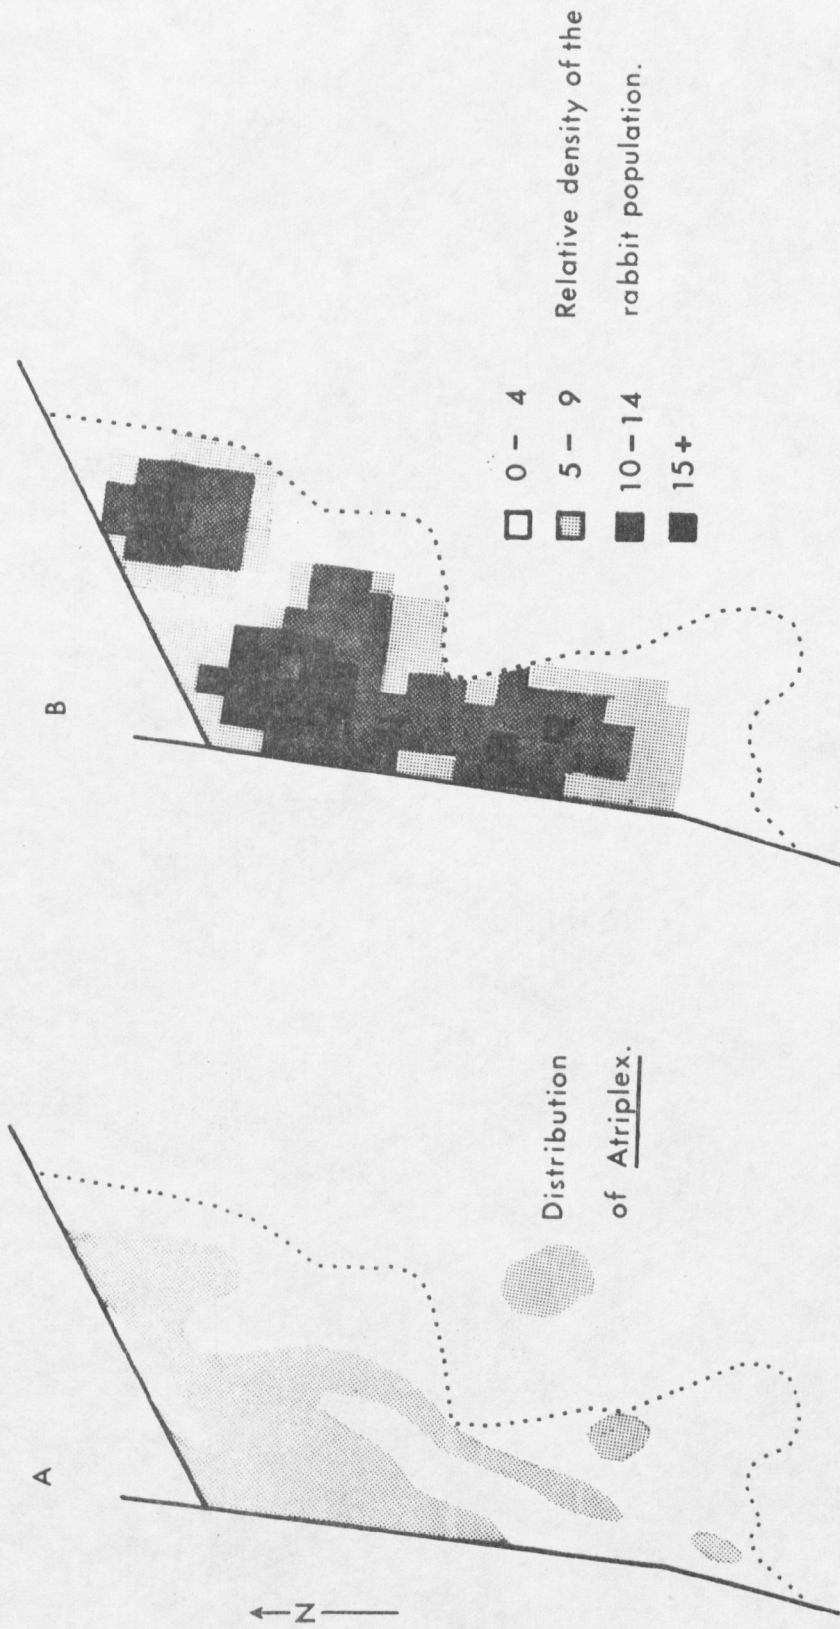 A
N
Distribution
of Atriplex.
B
0 - 4
5 - 9 Relative density of the
10-14 rabbit population.
15+